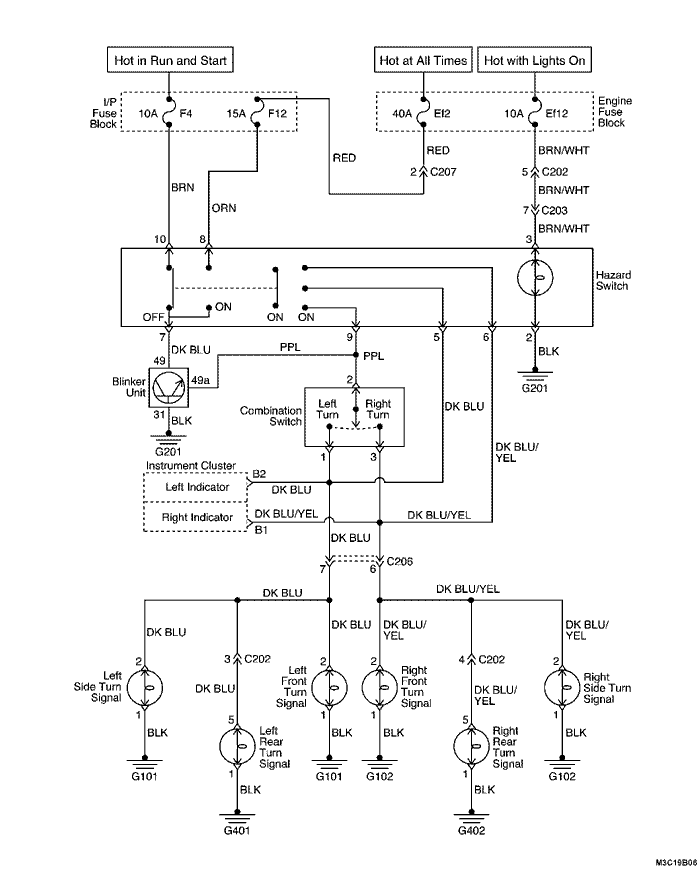 Hot in Run and Start
Hot at All Times
Hot with Lights On
I/P
Fuse
Block
10A
F4
15A
F12
40A
Ef2
10A
Ef12
Engine
Fuse
Block
RED
RED
BRN/WHT
2
C207
5
C202
BRN
BRN/WHT
ORN
7
C203
BRN/WHT
10
8
3
Hazard
Switch
OFF
ON
ON
ON
7
9
5
6
2
DK BLU
PPL
PPL
BLK
49
Blinker
Unit
49a
G201
31
BLK
G201
2
Combination
Switch
Left
Turn
Right
Turn
DK BLU
1
3
DK BLU/
YEL
Instrument Cluster
B2
Left Indicator
DK BLU
Right Indicator
DK BLU/YEL
DK BLU/YEL
B1
DK BLU
7
6
C206
DK BLU
DK BLU/YEL
DK BLU
DK BLU
DK BLU/
YEL
DK BLU/
YEL
3
C202
4
C202
2
Left
Side Turn
Signal
2
Left
Front
Turn
Signal
2
Right
Front
Turn
Signal
2
Right
Side Turn
Signal
DK BLU
DK BLU/
YEL
1
1
1
1
BLK
BLK
BLK
BLK
5
Left
Rear
Turn
Signal
5
Right
Rear
Turn
Signal
G101
G101
G102
G102
1
1
BLK
BLK
G401
G402
M3C19B06